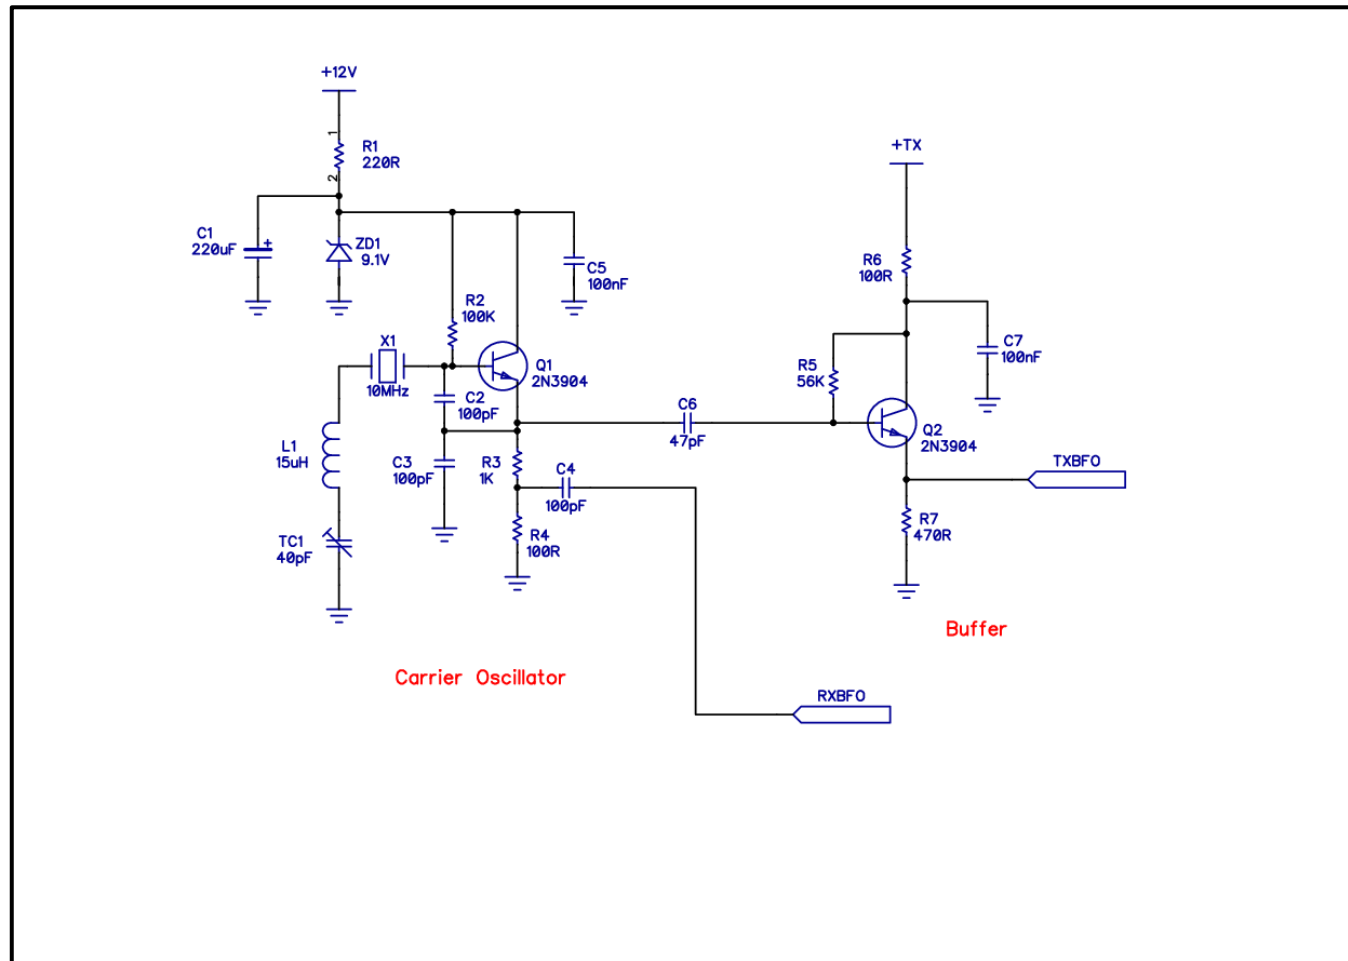 +12V
1
R1
220R
2
+TX
C1
220uF
+
ZD1
9.1V
R6
100R
C5
100nF
R2
100K
X1
10MHz
Q1
2N3904
C7
100nF
R5
56K
C2
100pF
C6
47pF
Q2
2N3904
L1
15uH
C3
100pF
R3
1K
C4
100pF
TXBFO
TC1
40pF
R4
100R
R7
470R
Buffer
Carrier Oscillator
RXBFO